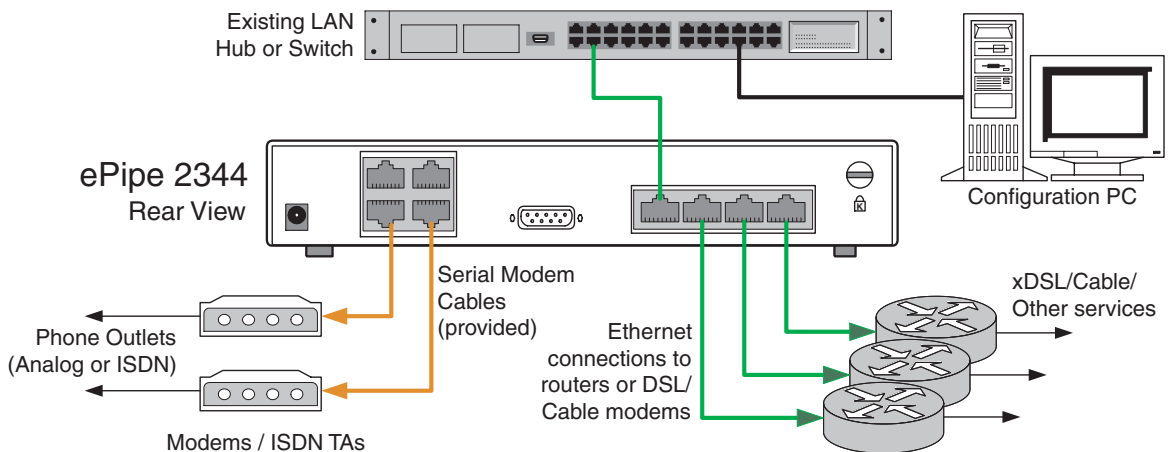 Existing LAN
Hub or Switch
ePipe 2344
Rear View
K
Configuration PC
Serial Modem
Cables
(provided)
xDSL/Cable/
Other services
Phone Outlets
(Analog or ISDN)
Ethernet
connections to
routers or DSL/
Cable modems
Modems / ISDN TAs